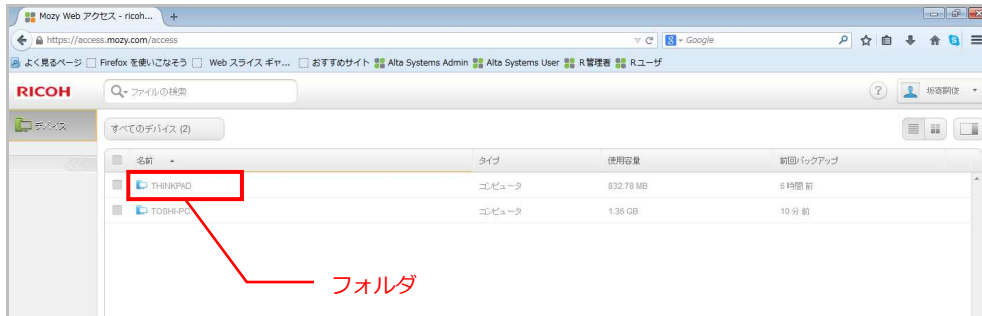 Mozy Web アクセス - ricoh... +
https://access.mozy.com/access
Google
よく見るページ Firefox を使いこなそう Web スライス ギャ... おすすめサイト Alta Systems Admin Alta Systems User R管理者 Rユーザ
RICOH ファイルの検索 ?
デバイス すべてのデバイス (2)
名前 タイプ 使用容量 前回バックアップ
THINKPAD コンピュータ 832.78 MB 6 時間 前
TOSHI-PC コンピュータ 1.36 GB 10 分 前
フォルダ